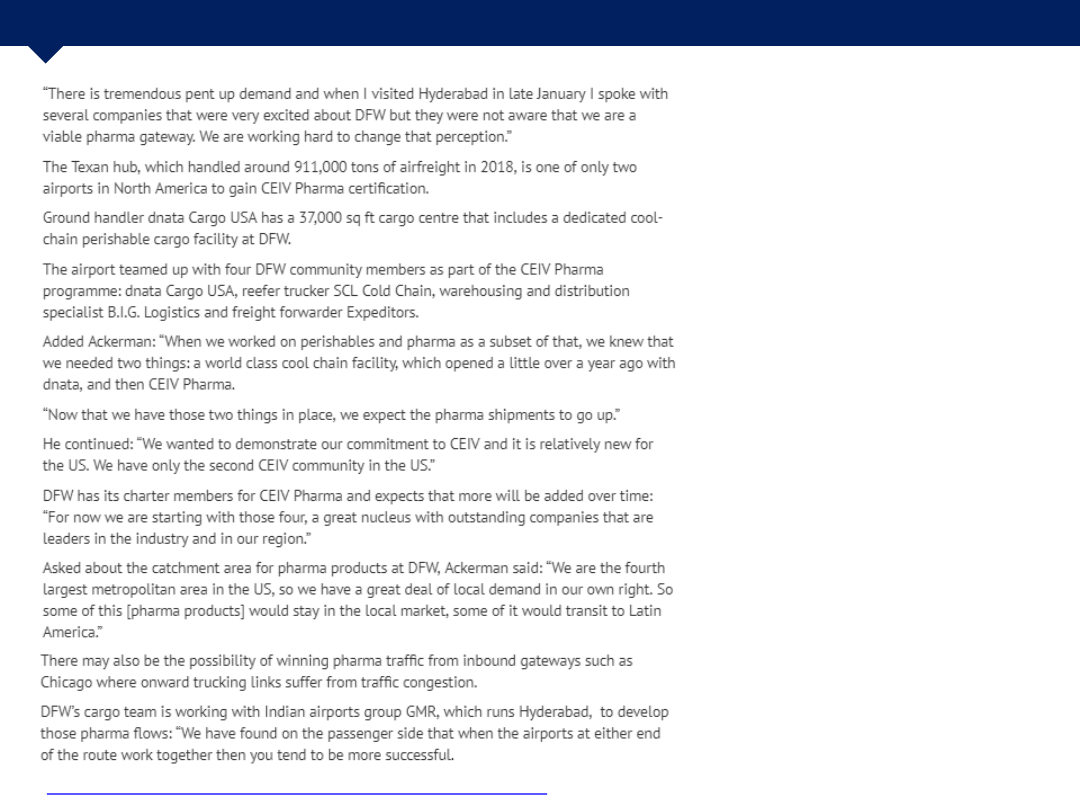 “There is tremendous pent up demand and when I visited Hyderabad in late January I spoke with
several companies that were very excited about DFW but they were not aware that we are a
viable pharma gateway. We are working hard to change that perception.”
The Texan hub, which handled around 911,000 tons of airfreight in 2018, is one of only two
airports in North America to gain CEIV Pharma certification.
Ground handler dnata Cargo USA has a 37,000 sq ft cargo centre that includes a dedicated cool-
chain perishable cargo facility at DFW.
The airport teamed up with four DFW community members as part of the CEIV Pharma
programme: dnata Cargo USA, reefer trucker SCL Cold Chain, warehousing and distribution
specialist B.I.G. Logistics and freight forwarder Expeditors.
Added Ackerman: “When we worked on perishables and pharma as a subset of that, we knew that
we needed two things: a world class cool chain facility, which opened a little over a year ago with
dnata, and then CEIV Pharma.
“Now that we have those two things in place, we expect the pharma shipments to go up.”
He continued: “We wanted to demonstrate our commitment to CEIV and it is relatively new for
the US. We have only the second CEIV community in the US.”
DFW has its charter members for CEIV Pharma and expects that more will be added over time:
“For now we are starting with those four, a great nucleus with outstanding companies that are
leaders in the industry and in our region.”
Asked about the catchment area for pharma products at DFW, Ackerman said: “We are the fourth
largest metropolitan area in the US, so we have a great deal of local demand in our own right. So
some of this [pharma products] would stay in the local market, some of it would transit to Latin
America.”
There may also be the possibility of winning pharma traffic from inbound gateways such as
Chicago where onward trucking links suffer from traffic congestion.
DFW’s cargo team is working with Indian airports group GMR, which runs Hyderabad,  to develop
those pharma flows: “We have found on the passenger side that when the airports at either end
of the route work together then you tend to be more successful.